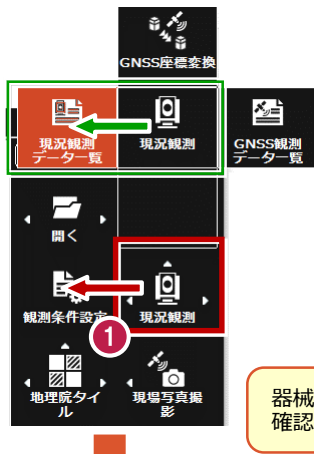 GNSS座標変換
現況観測
データ一覧
現況観測
GNSS観測
データ一覧
開く
観測条件設定
現況観測
1
地理院タイ
ル
現場写真撮
影
器械
確認